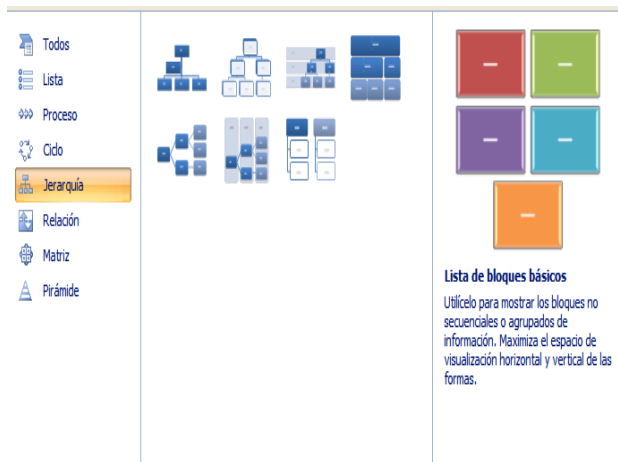 Todos
Lista
Proceso
Ciclo
Jerarquía
Relación
Matriz
Pirámide
Lista de bloques básicos
Utilícelo para mostrar los bloques no
secuenciales o agrupados de
información. Maximiza el espacio de
visualización horizontal y vertical de las
formas.